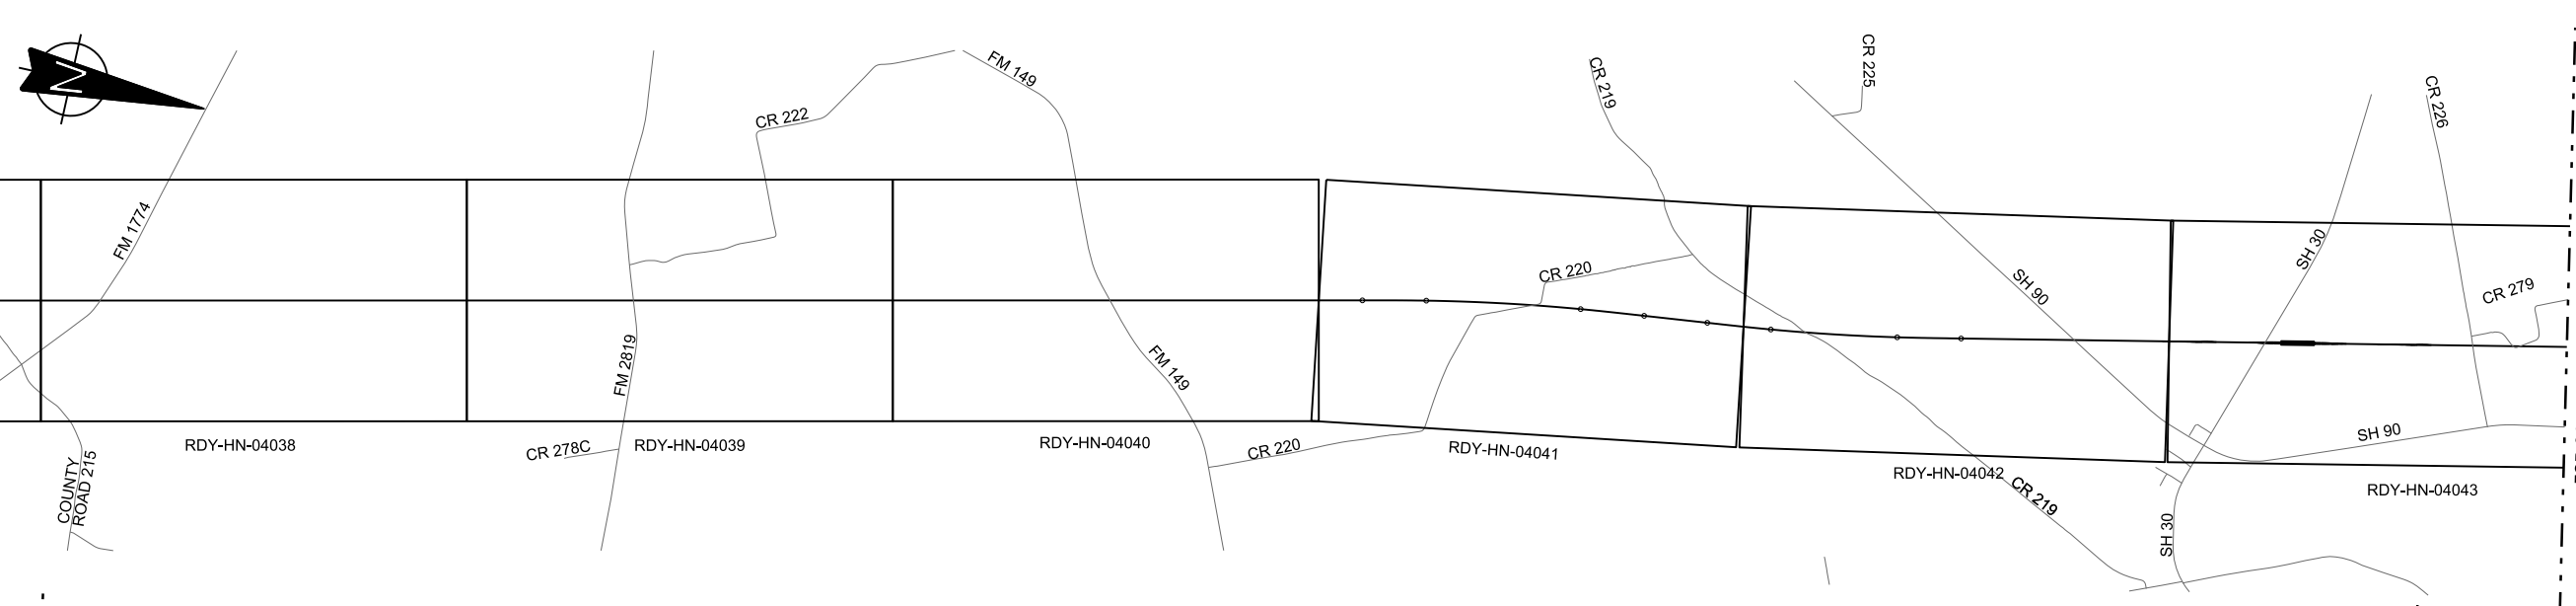 N
FM 1774
COUNTY
ROAD 215
RDY-HN-04038
CR 278C
FM 2819
RDY-HN-04039
CR 222
FM 149
FM 149
RDY-HN-04040
CR 220
CR 220
RDY-HN-04041
CR 219
CR 225
SH 90
RDY-HN-04042
CR 219
SH 30
SH 30
CR 226
CR 279
SH 90
RDY-HN-04043